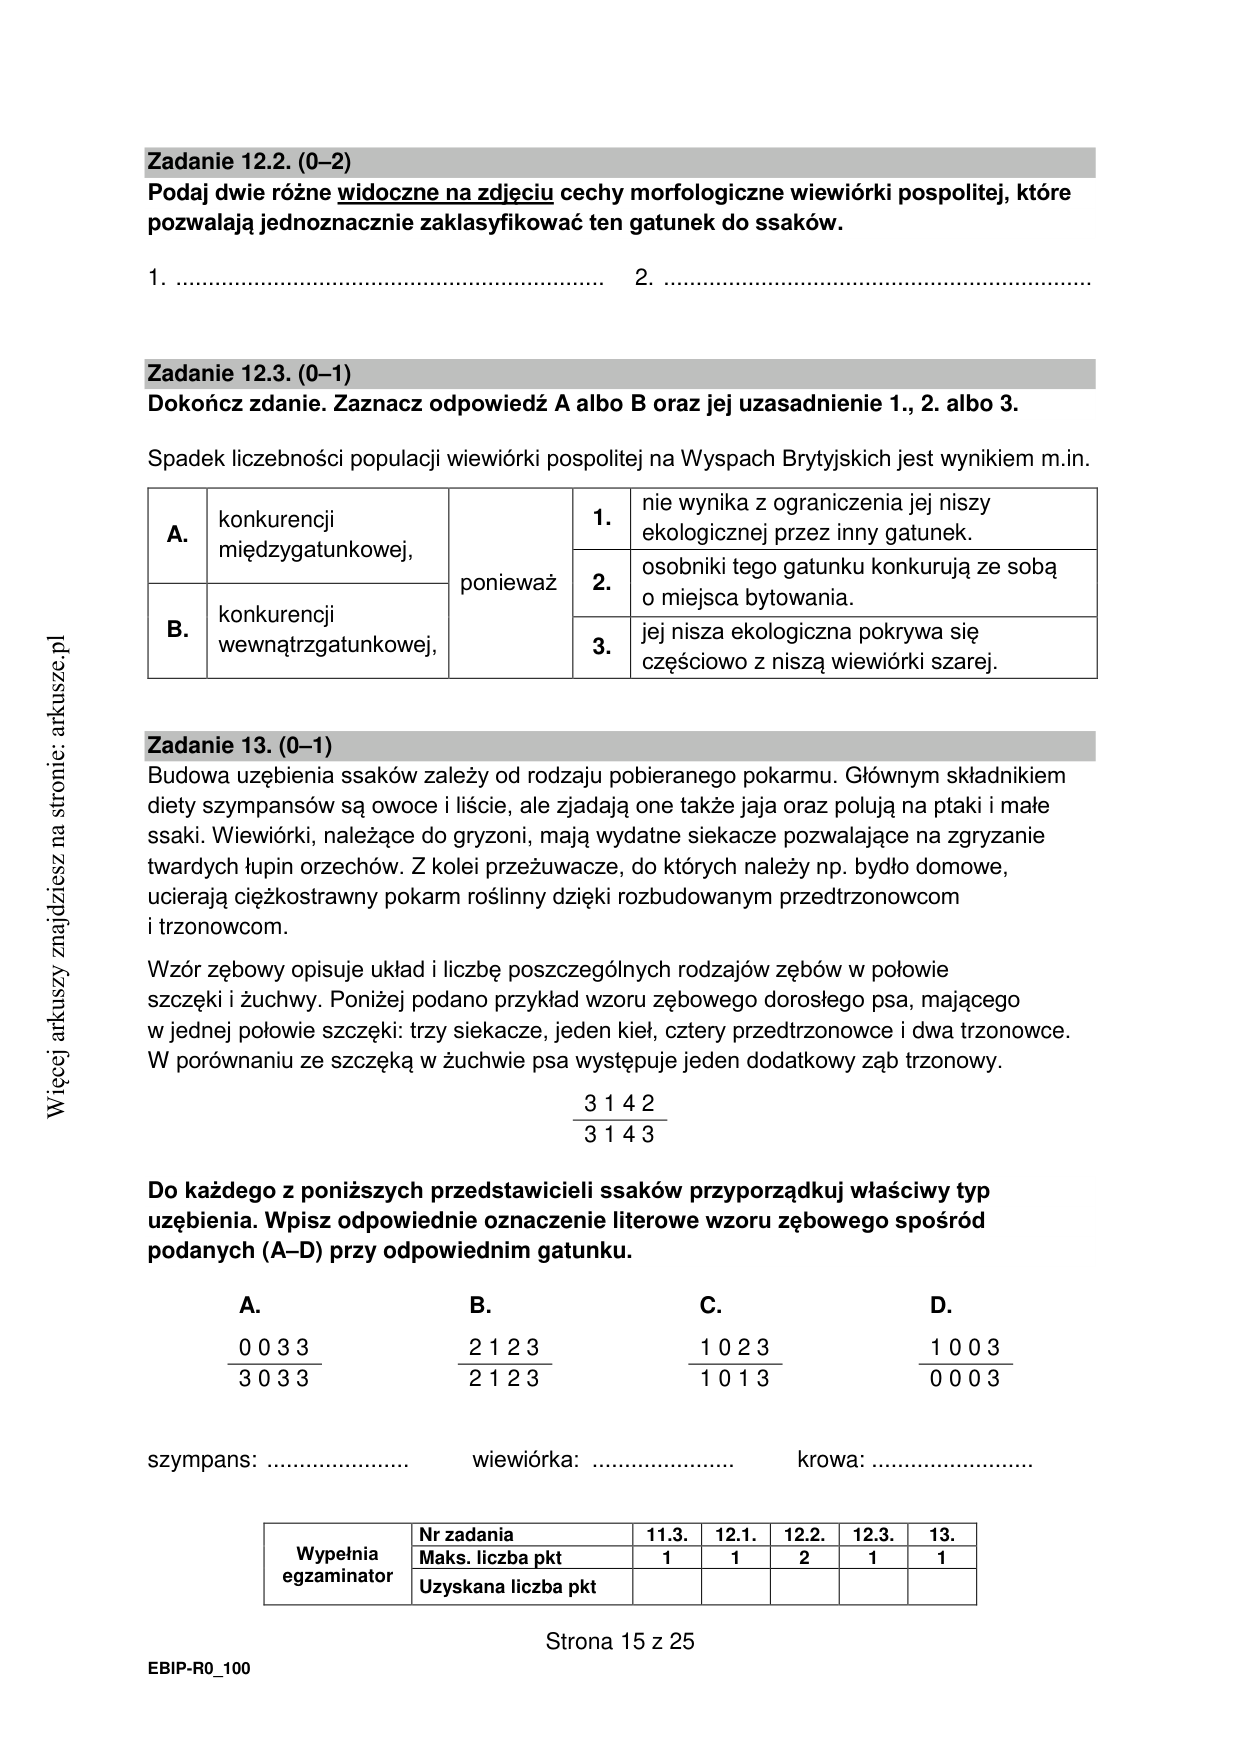 Zadanie 12.2. (0–2)
Podaj dwie różne widoczne na zdjęciu cechy morfologiczne wiewiórki pospolitej, które
pozwalają jednoznacznie zaklasyfikować ten gatunek do ssaków.
1. .................................................................. 2. ..................................................................
Zadanie 12.3. (0–1)
Dokończ zdanie. Zaznacz odpowiedź A albo B oraz jej uzasadnienie 1., 2. albo 3.
Spadek liczebności populacji wiewiórki pospolitej na Wyspach Brytyjskich jest wynikiem m.in.
A.
konkurencji
międzygatunkowej,
B.
konkurencji
wewnątrzgatunkowej,
ponieważ
1.
nie wynika z ograniczenia jej niszy
ekologicznej przez inny gatunek.
2.
osobniki tego gatunku konkurują ze sobą
o miejsca bytowania.
3.
jej nisza ekologiczna pokrywa się
częściowo z niszą wiewiórki szarej.
Zadanie 13. (0–1)
Budowa uzębienia ssaków zależy od rodzaju pobieranego pokarmu. Głównym składnikiem
diety szympansów są owoce i liście, ale zjadają one także jaja oraz polują na ptaki i małe
ssaki. Wiewiórki, należące do gryzoni, mają wydatne siekacze pozwalające na zgryzanie
twardych łupin orzechów. Z kolei przeżuwacze, do których należy np. bydło domowe,
ucierają ciężkostrawny pokarm roślinny dzięki rozbudowanym przedtrzonowcom
i trzonowcom.
Wzór zębowy opisuje układ i liczbę poszczególnych rodzajów zębów w połowie
szczęki i żuchwy. Poniżej podano przykład wzoru zębowego dorosłego psa, mającego
w jednej połowie szczęki: trzy siekacze, jeden kieł, cztery przedtrzonowce i dwa trzonowce.
W porównaniu ze szczęką w żuchwie psa występuje jeden dodatkowy ząb trzonowy.
3 1 4 2
3 1 4 3
Do każdego z poniższych przedstawicieli ssaków przyporządkuj właściwy typ
uzębienia. Wpisz odpowiednie oznaczenie literowe wzoru zębowego spośród
podanych (A–D) przy odpowiednim gatunku.
A. B. C. D.
0 0 3 3 2 1 2 3 1 0 2 3 1 0 0 3
3 0 3 3 2 1 2 3 1 0 1 3 0 0 0 3
szympans: ...................... wiewiórka: ...................... krowa: .........................
Wypełnia
egzaminator
Nr zadania 11.3. 12.1. 12.2. 12.3. 13.
Maks. liczba pkt 1 1 2 1 1
Uzyskana liczba pkt
Strona 15 z 25
EBIP-R0_100
Więcej arkuszy znajdziesz na stronie: arkusze.pl